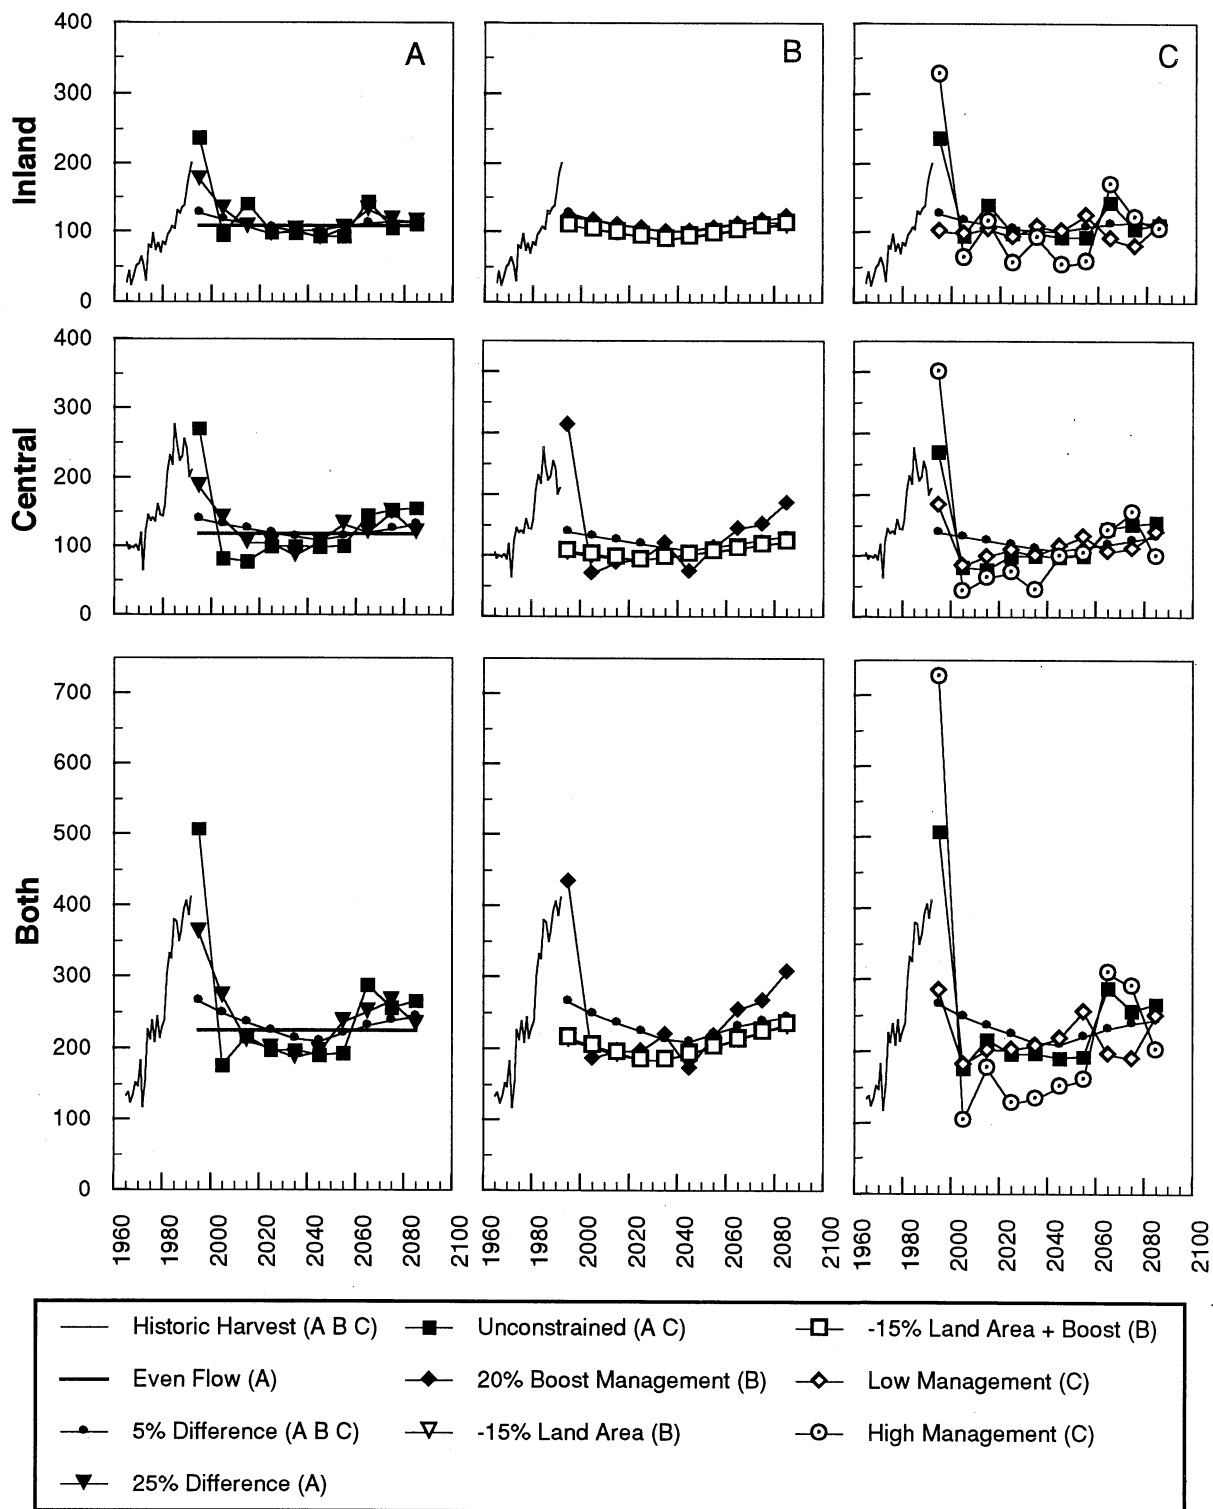 400
A
B
C
300
Inland
200
100
0
400
300
Central
200
100
0
700
600
500
Both
400
300
200
100
0
1960 1980 2000 2020 2040 2060 2080 2100 1960 1980 2000 2020 2040 2060 2080 2100 1960 1980 2000 2020 2040 2060 2080 2100
Historic Harvest (A B C) Unconstrained (A C) -15% Land Area + Boost (B)
Even Flow (A) 20% Boost Management (B) Low Management (C)
5% Difference (A B C) -15% Land Area (B) High Management (C)
25% Difference (A)